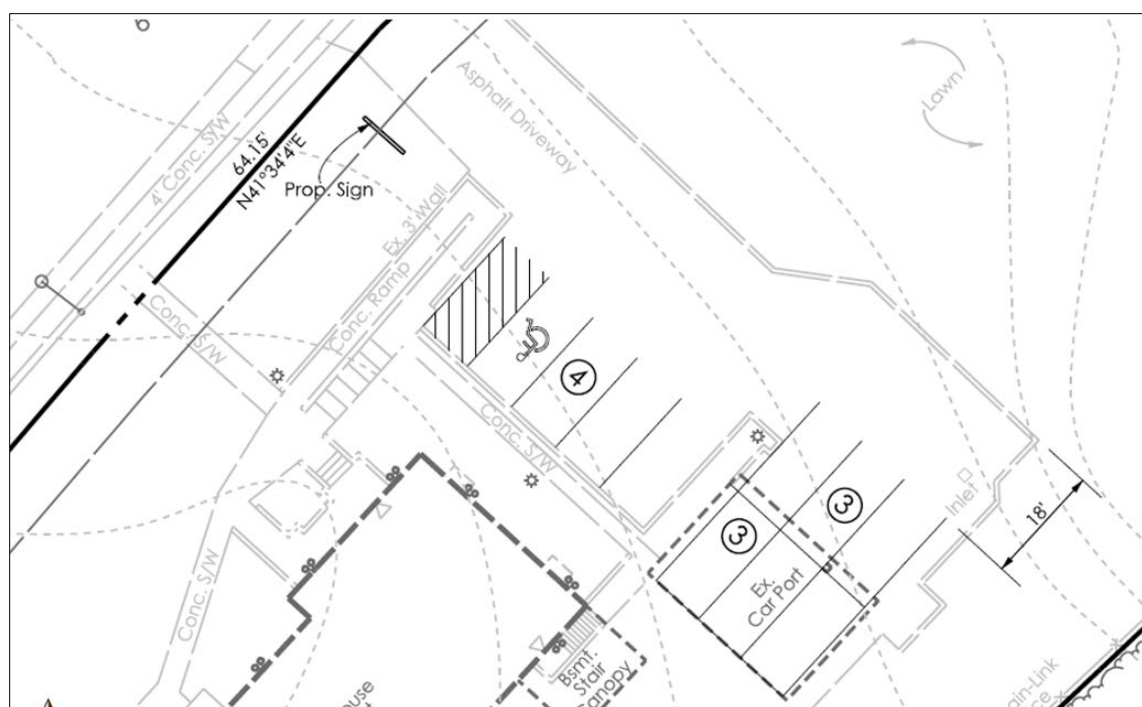 4' Conc. S/W
64.15'
N41°34'4"E
Prop. Sign
Asphalt Driveway
Lawn
Ex. 3' Wall
Conc. Ramp
Conc. S/W
4
Conc. S/W
3
3
Inlet
18'
Ex.
Car Port
Conc. S/W
Bsmt.
Stair
Canopy